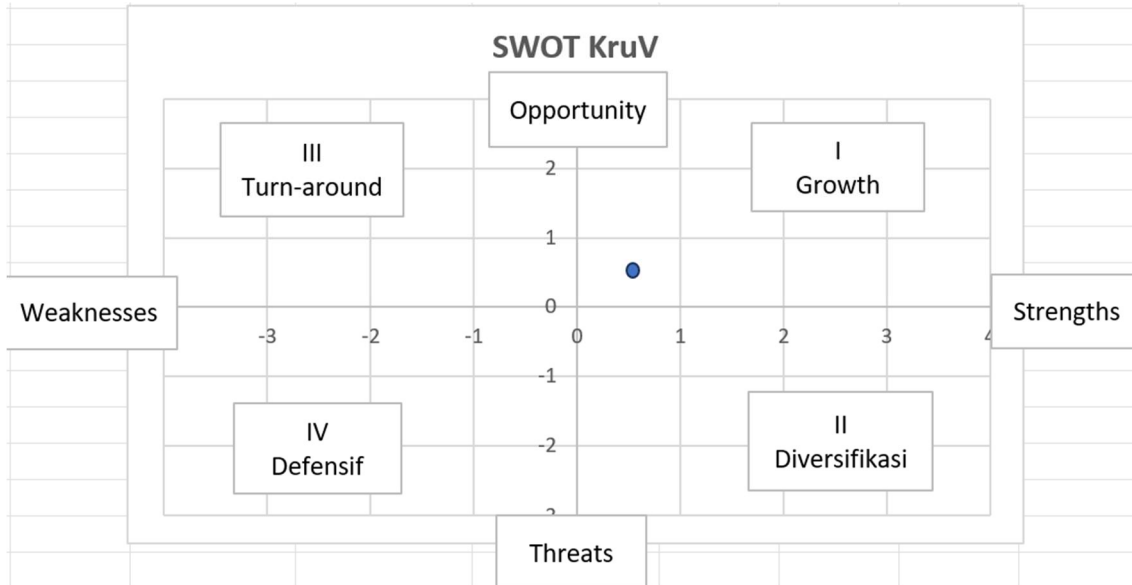 SWOT KruV
Opportunity
III
Turn-around
I
Growth
2
1
0
Weaknesses
Strengths
-3
-2
-1
0
1
2
3
-1
-2
IV
Defensif
II
Diversifikasi
Threats